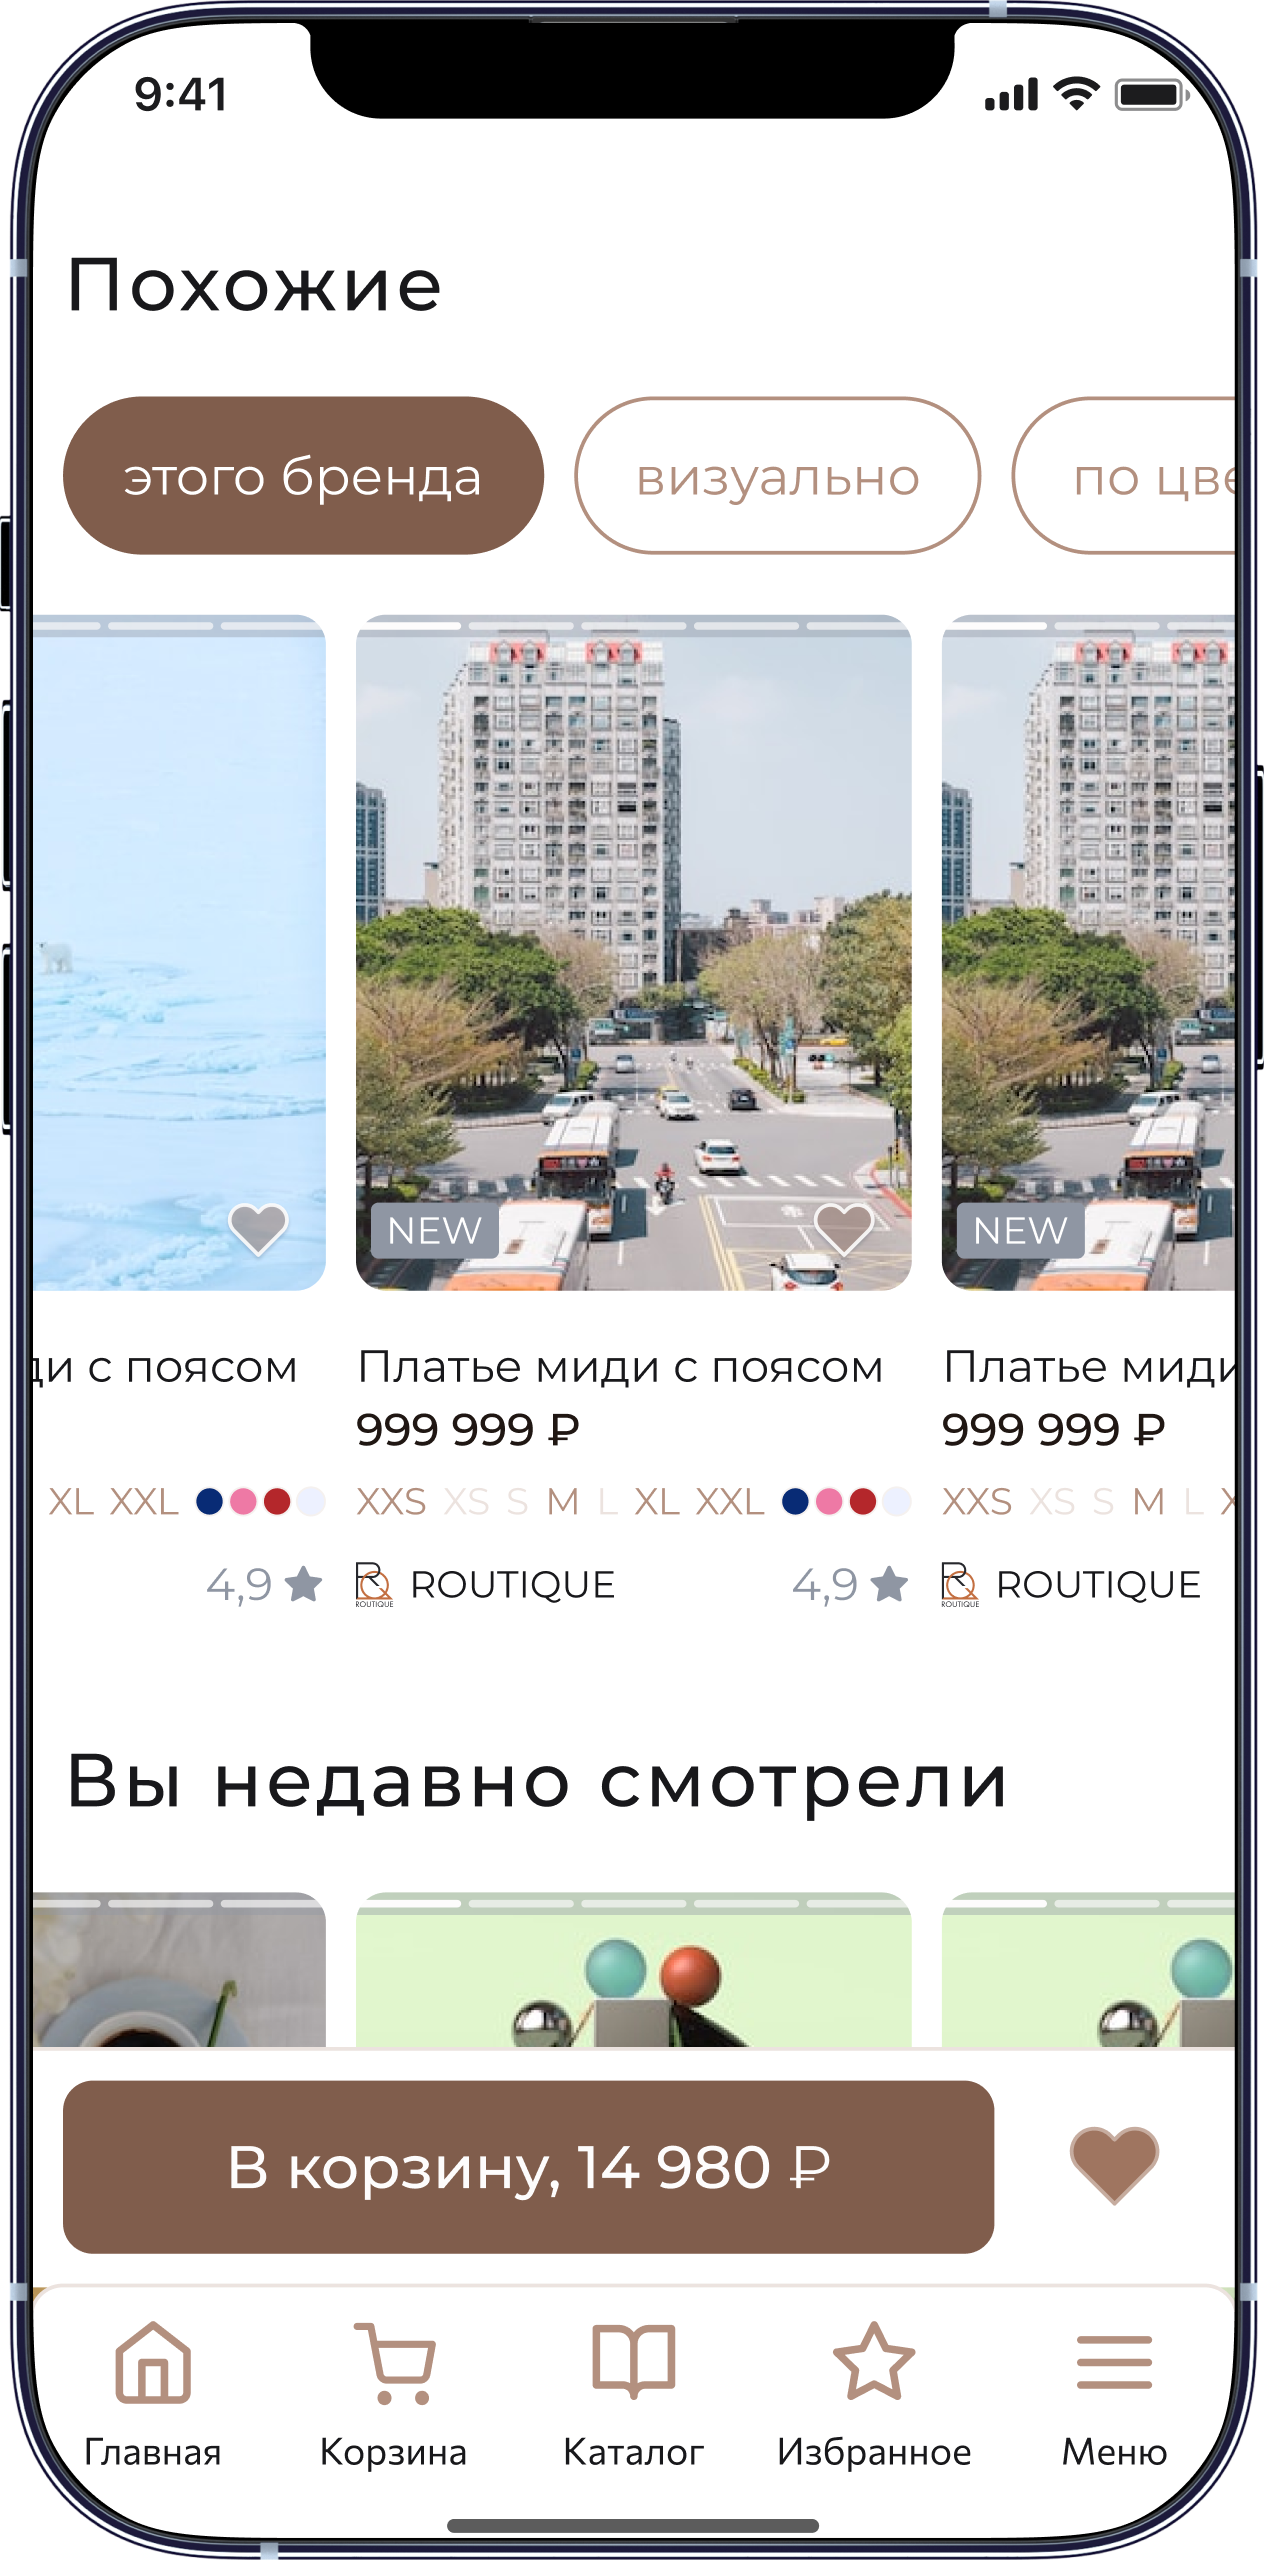 9:41
Похожие
этого бренда
визуально
по цве
NEW
NEW
ди с поясом
Платье миди с поясом
Платье миди
999 999 ₽
999 999 ₽
XL XXL
XXS XS S M L XL XXL
XXS XS S M L X
4,9
ROUTIQUE
ROUTIQUE
4,9
ROUTIQUE
ROUTIQUE
Вы недавно смотрели
В корзину, 14 980 ₽
Главная
Корзина
Каталог
Избранное
Меню